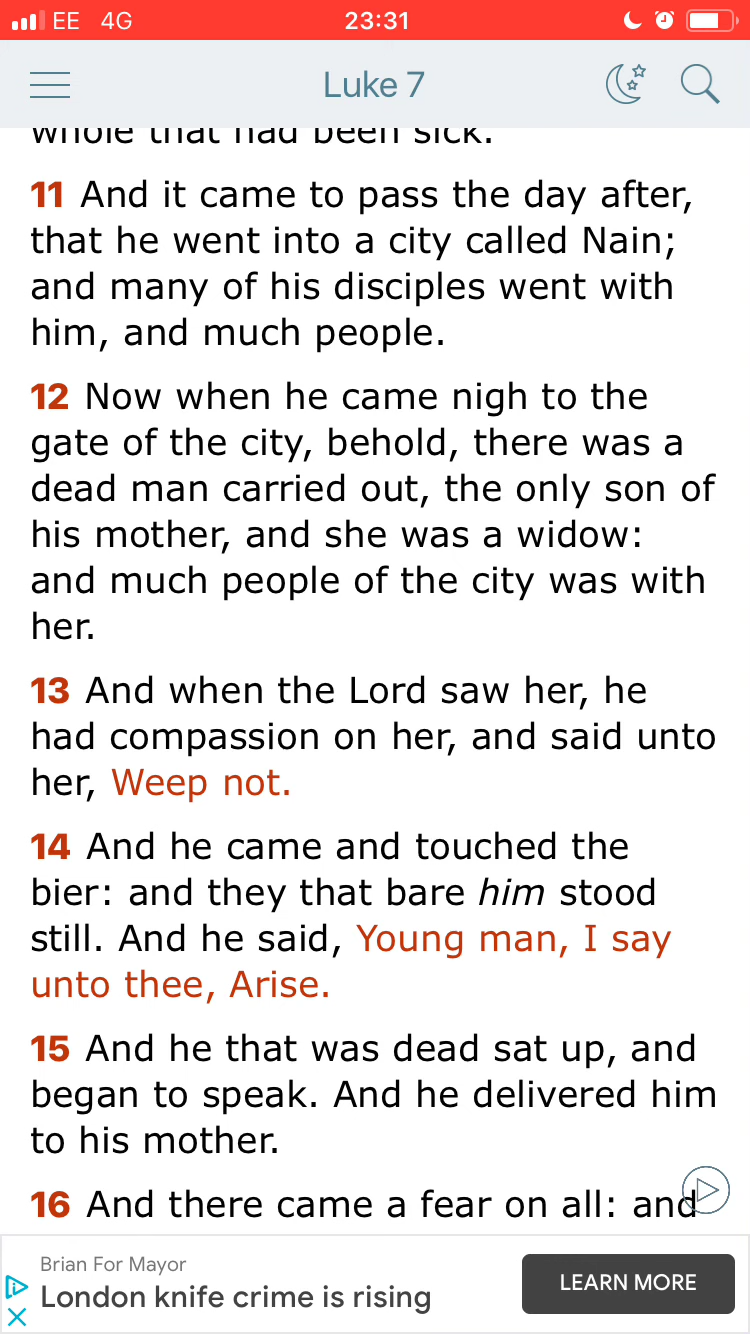 EE 4G 23:31
Luke 7
whole that had been sick.
11 And it came to pass the day after,
that he went into a city called Nain;
and many of his disciples went with
him, and much people.
12 Now when he came nigh to the
gate of the city, behold, there was a
dead man carried out, the only son of
his mother, and she was a widow:
and much people of the city was with
her.
13 And when the Lord saw her, he
had compassion on her, and said unto
her, Weep not.
14 And he came and touched the
bier: and they that bare him stood
still. And he said, Young man, I say
unto thee, Arise.
15 And he that was dead sat up, and
began to speak. And he delivered him
to his mother.
16 And there came a fear on all: and
Brian For Mayor
London knife crime is rising
LEARN MORE